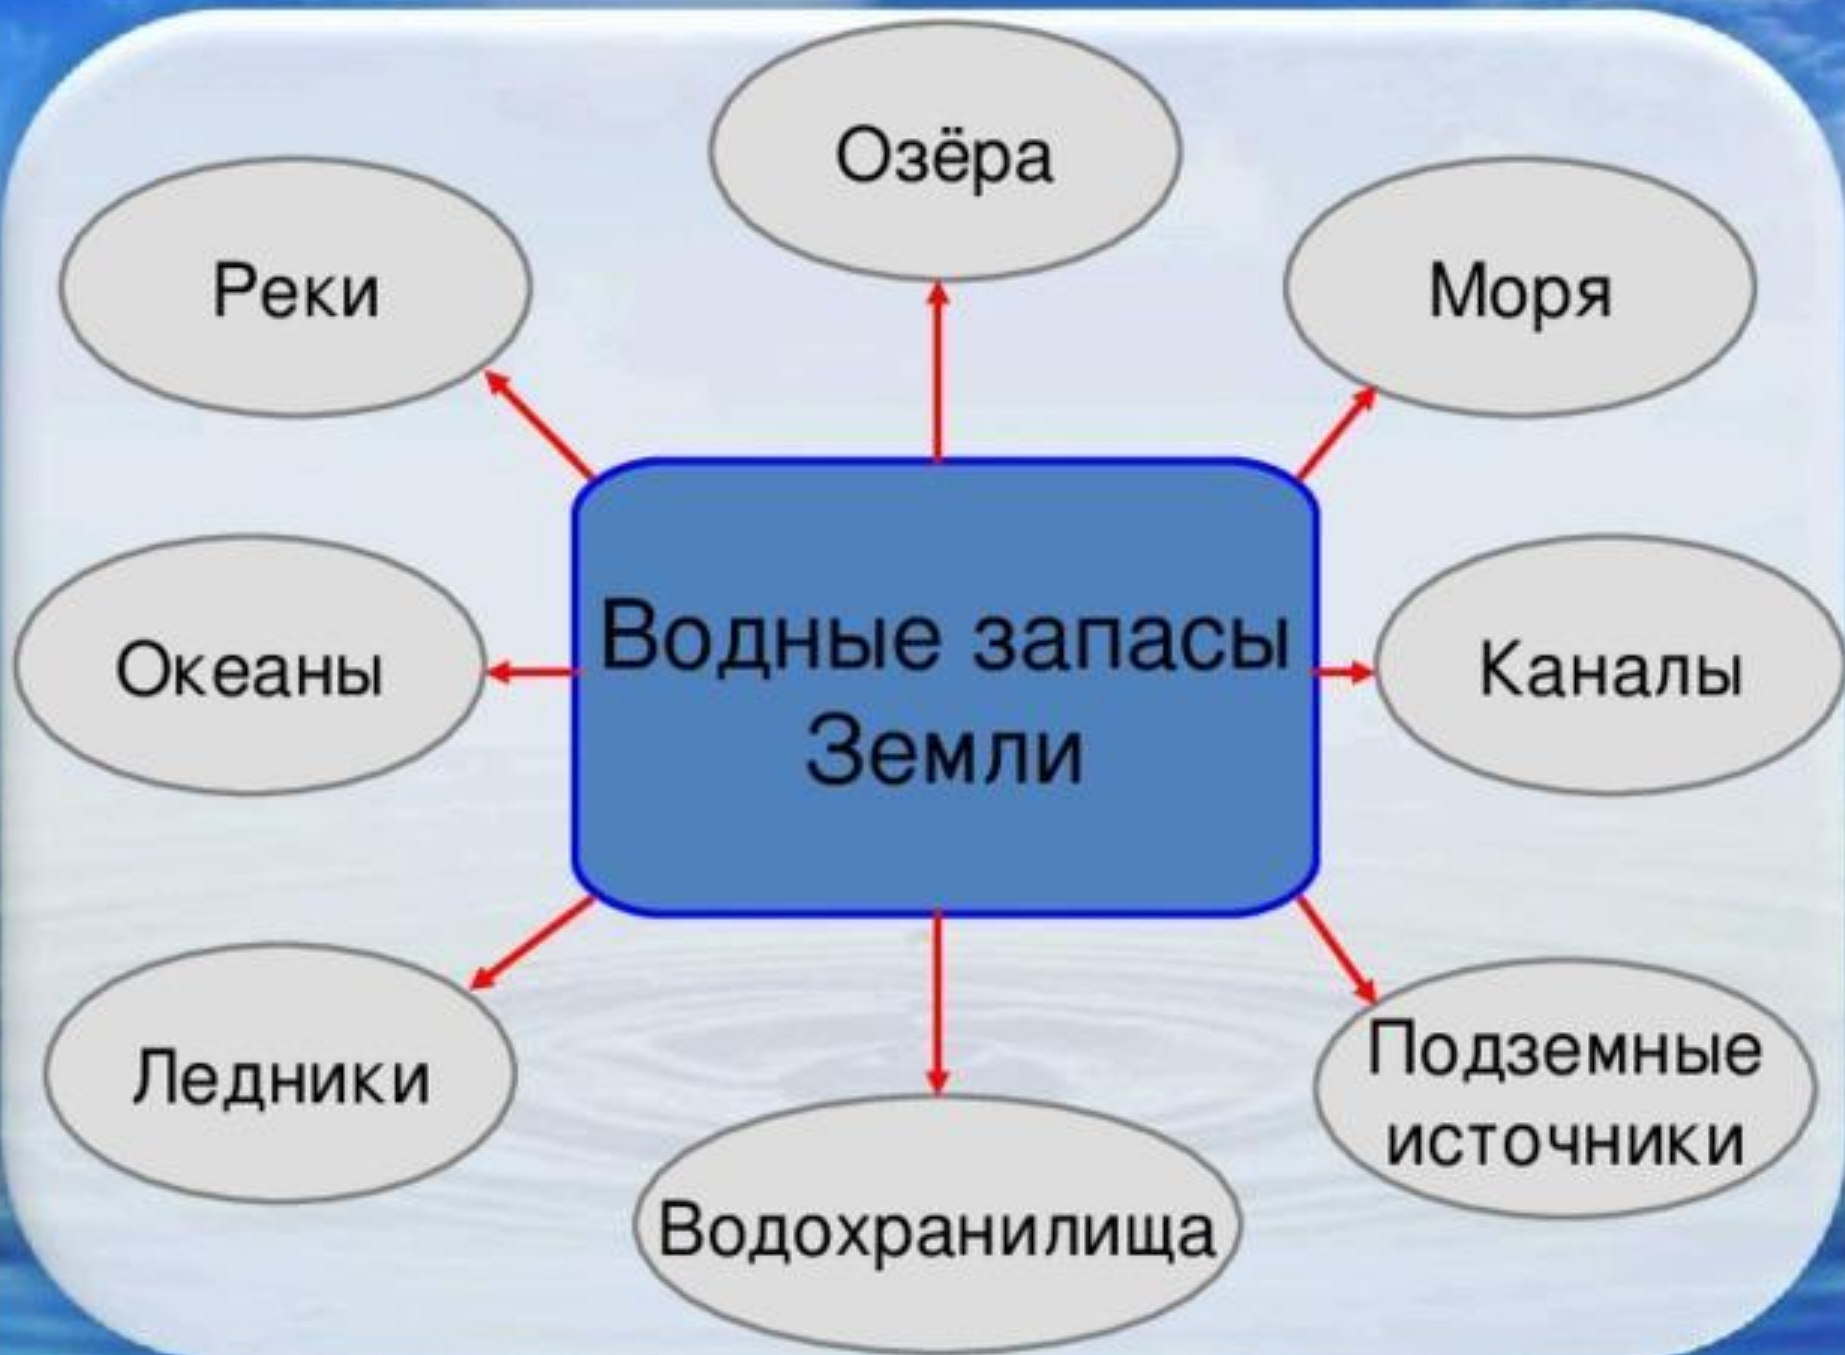 Озёра
Реки
Моря
Водные запасы
Земли
Океаны
Каналы
Ледники
Подземные
источники
Водохранилища